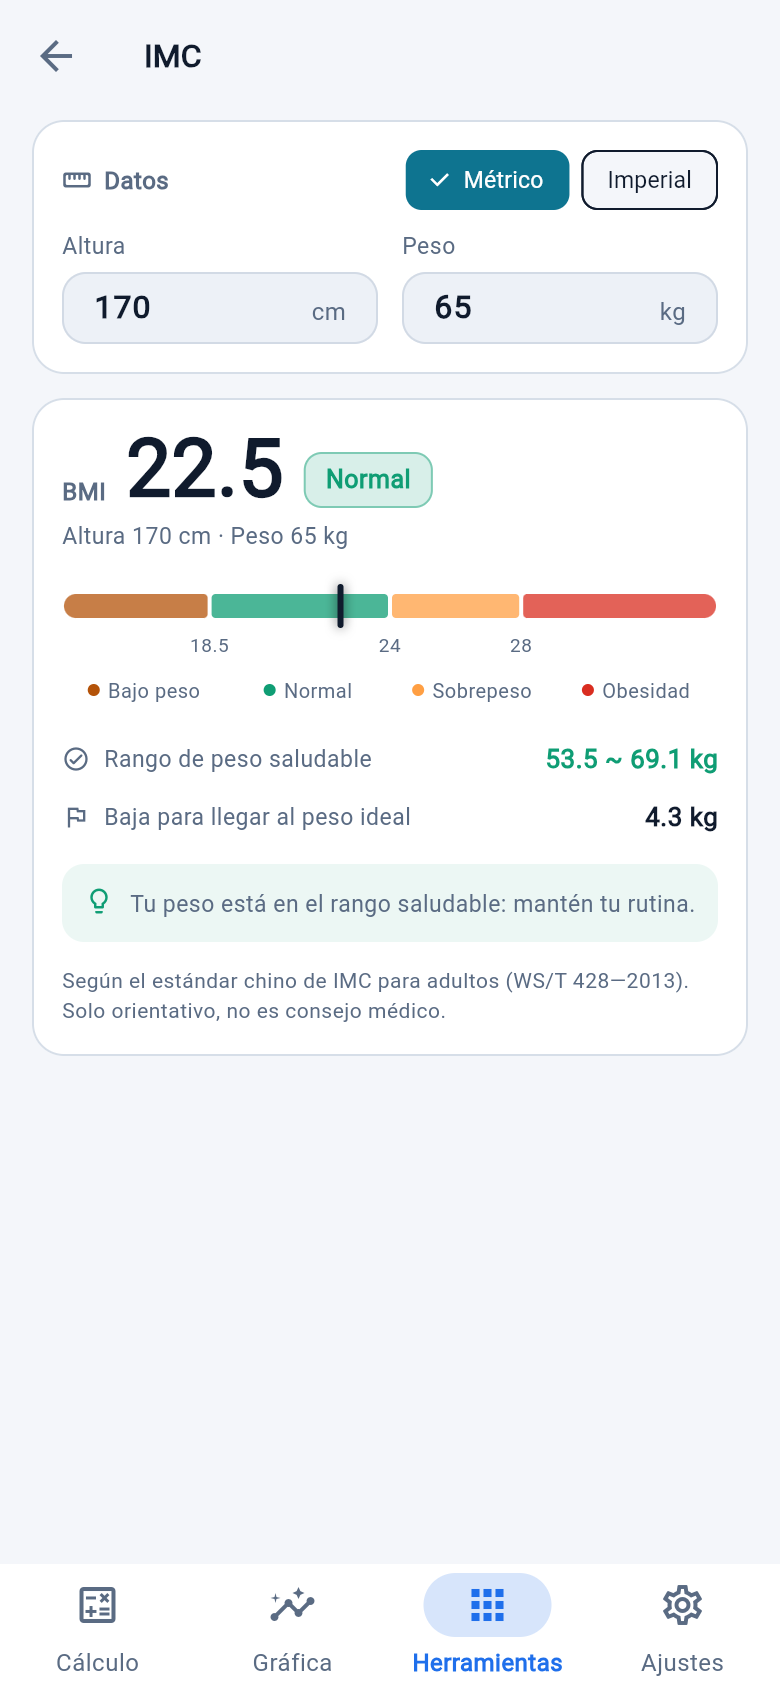 IMC
Datos
Métrico
Imperial
Altura
Peso
170 cm
65 kg
BMI 22.5 Normal
Altura 170 cm · Peso 65 kg
18.5 24 28
Bajo peso Normal Sobrepeso Obesidad
Rango de peso saludable 53.5 ~ 69.1 kg
Baja para llegar al peso ideal 4.3 kg
Tu peso está en el rango saludable: mantén tu rutina.
Según el estándar chino de IMC para adultos (WS/T 428—2013).
Solo orientativo, no es consejo médico.
Cálculo Gráfica Herramientas Ajustes